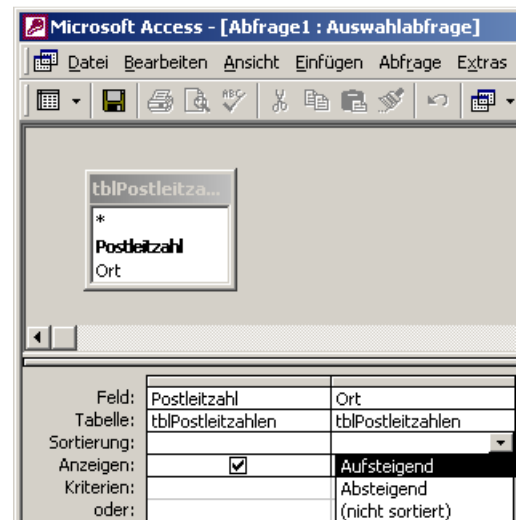 Microsoft Access - [Abfrage1 : Auswahlabfrage]
Datei Bearbeiten Ansicht Einfügen Abfrage Extras
ABC
tblPostleitza...
*
Postleitzahl
Ort
Feld: Postleitzahl Ort
Tabelle: tblPostleitzahlen tblPostleitzahlen
Sortierung:
Anzeigen: Aufsteigend
Kriterien: Absteigend
oder: (nicht sortiert)